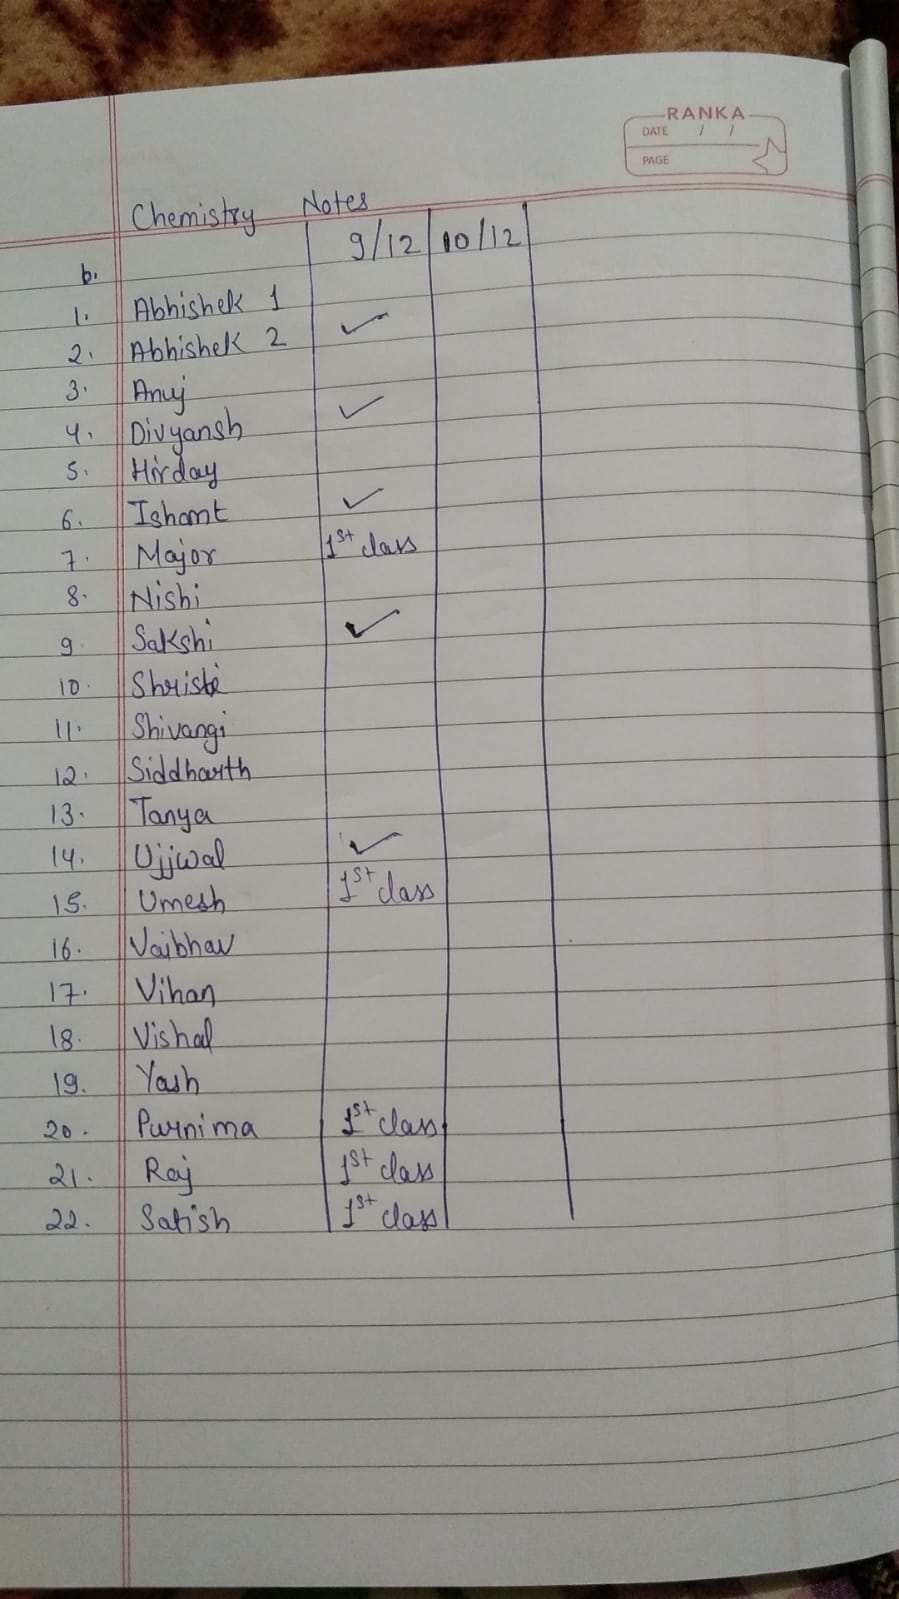 RANKA
DATE / /
PAGE
Chemistry Notes
9/12 10/12
b.
1. Abhishek 1
2. Abhishek 2 ✓
3. Anuj
4. Divyansh ✓
5. Hirday
6. Ishant ✓
7. Major 1st class
8. Nishi
9. Sakshi ✓
10. Shristi
11. Shivangi
12. Siddharth
13. Tanya
14. Ujjwal ✓
15. Umesh 1st class
16. Vaibhav
17. Vihan
18. Vishal
19. Yash
20. Purnima 1st class
21. Raj 1st class
22. Satish 1st class